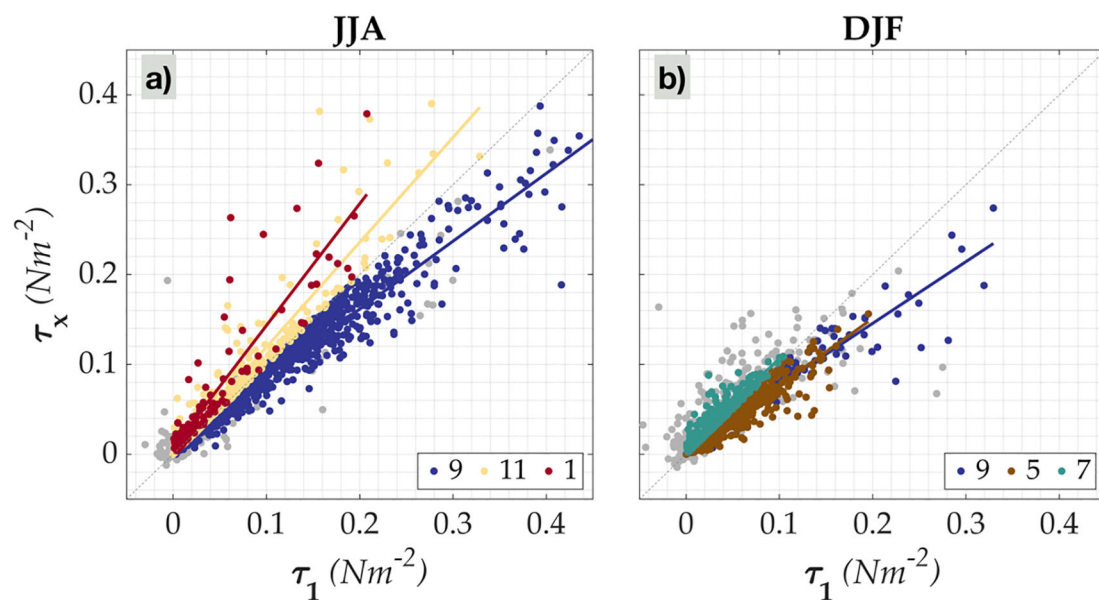 JJA
DJF
a)
b)
0.4
0.3
0.2
0.1
0
τx (Nm-2)
9 11 1
9 5 7
0 0.1 0.2 0.3 0.4
0 0.1 0.2 0.3 0.4
τ1 (Nm-2)
τ1 (Nm-2)